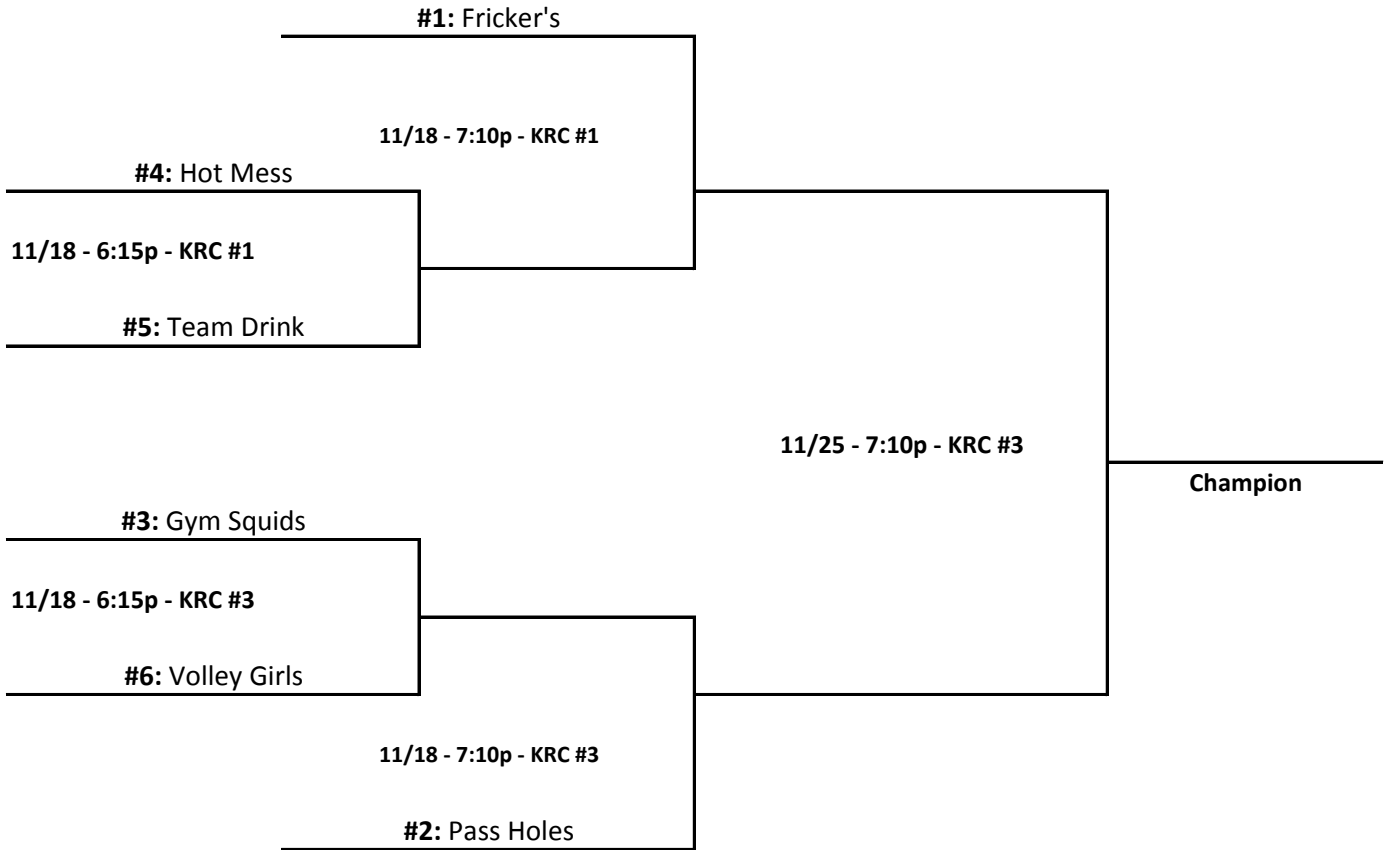 #1: Fricker's
11/18 - 7:10p - KRC #1
#4: Hot Mess
11/18 - 6:15p - KRC #1
#5: Team Drink
11/25 - 7:10p - KRC #3
Champion
#3: Gym Squids
11/18 - 6:15p - KRC #3
#6: Volley Girls
11/18 - 7:10p - KRC #3
#2: Pass Holes